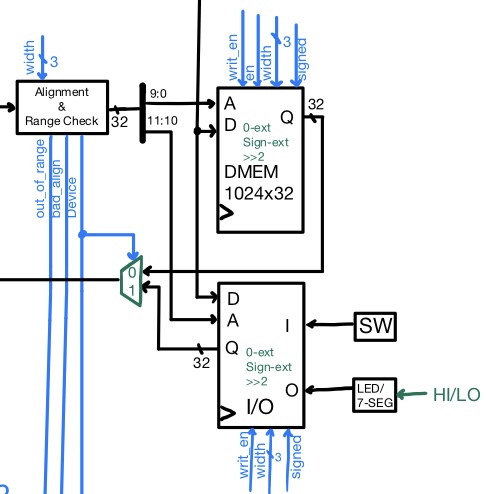 width
3
writ_en
en
width
3
signed
Alignment
&
Range Check
32
9:0
11:10
A
D
Q
32
0-ext
Sign-ext
>>2
DMEM
1024x32
out_of_range
bad_align
Device
0
1
D
A
Q
32
I
O
0-ext
Sign-ext
>>2
I/O
SW
LED/
7-SEG
HI/LO
writ_en
width
3
signed